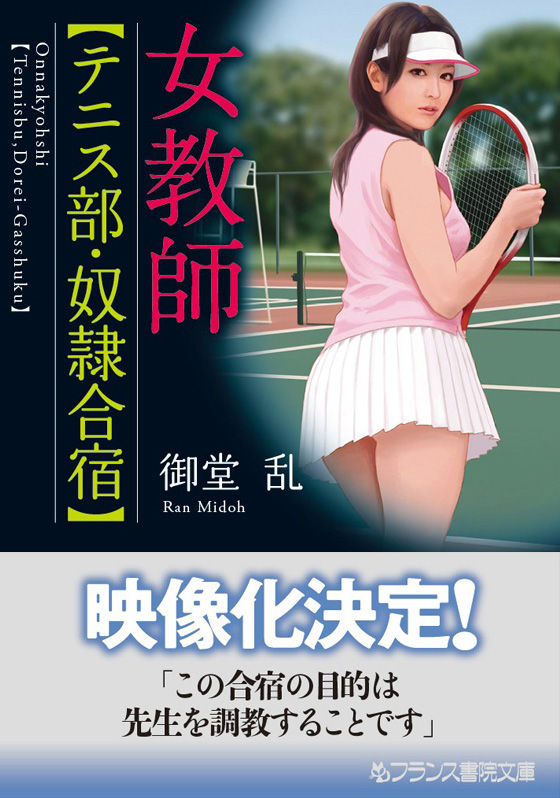 女教師
【テニス部・奴隷合宿】
Onnakyohshi
【Tennisbu,Dorei-Gasshuku】
御堂 乱
Ran Midoh
映像化決定!
「この合宿の目的は
先生を調教することです」
フランス書院文庫